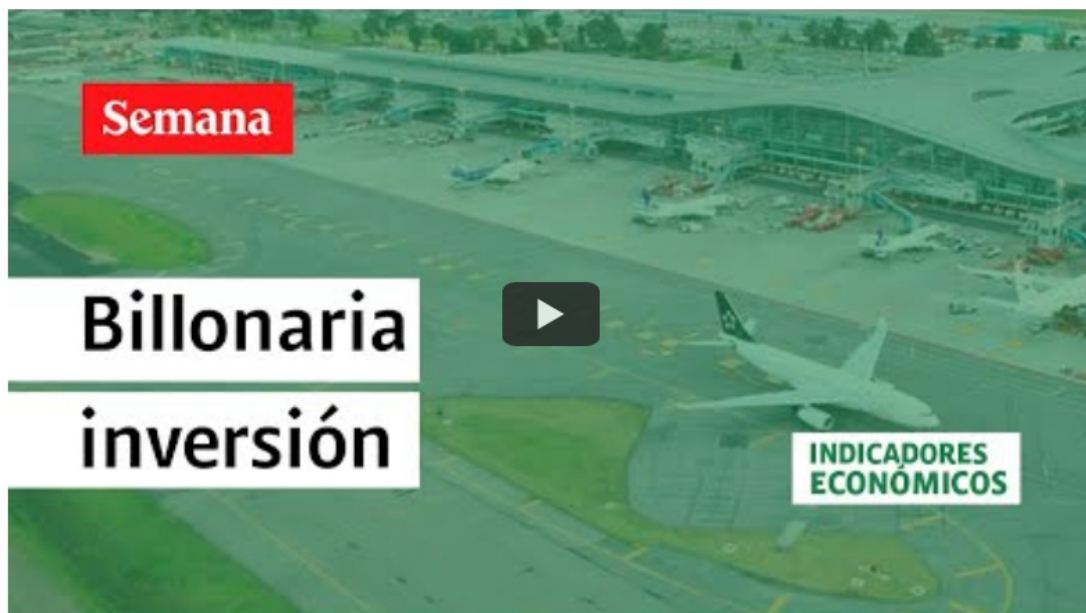 Semana
Billonaria
inversión
INDICADORES
ECONÓMICOS